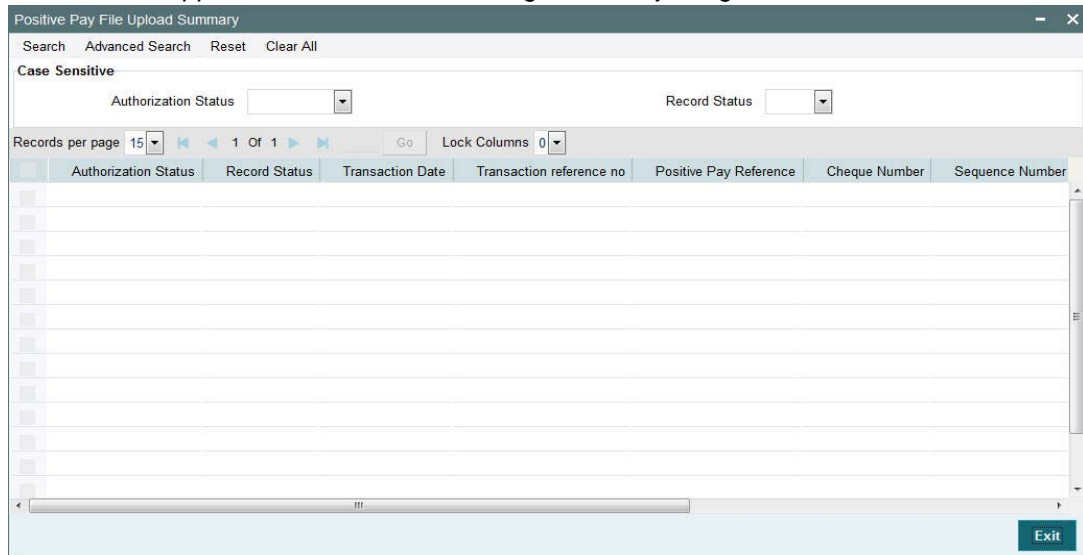 Positive Pay File Upload Summary
Search Advanced Search Reset Clear All
Case Sensitive
Authorization Status Record Status
Records per page 15 1 Of 1 Go Lock Columns 0
Authorization Status Record Status Transaction Date Transaction reference no Positive Pay Reference Cheque Number Sequence Number
Exit